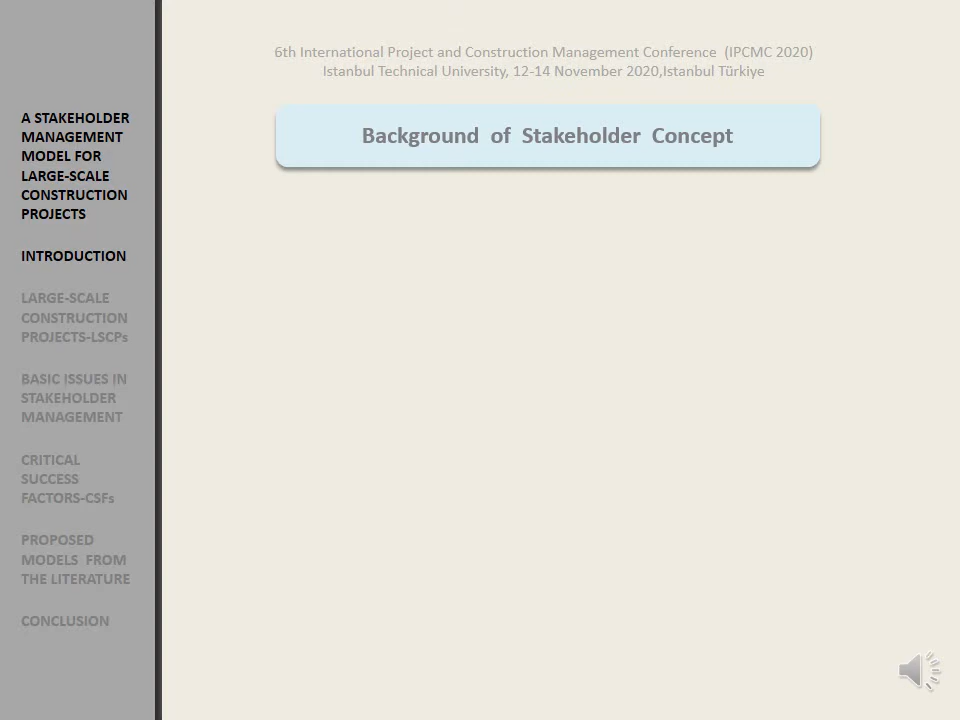 6th International Project and Construction Management Conference (IPCMC 2020)
Istanbul Technical University, 12-14 November 2020,Istanbul Türkiye
Background of Stakeholder Concept
A STAKEHOLDER
MANAGEMENT
MODEL FOR
LARGE-SCALE
CONSTRUCTION
PROJECTS
INTRODUCTION
LARGE-SCALE
CONSTRUCTION
PROJECTS-LSCPs
BASIC ISSUES IN
STAKEHOLDER
MANAGEMENT
CRITICAL
SUCCESS
FACTORS-CSFs
PROPOSED
MODELS FROM
THE LITERATURE
CONCLUSION